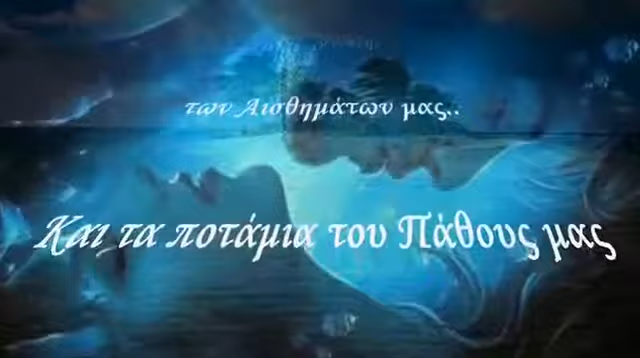 των Αισθημάτων μας..
Και τα ποτάμια του Πάθους μας